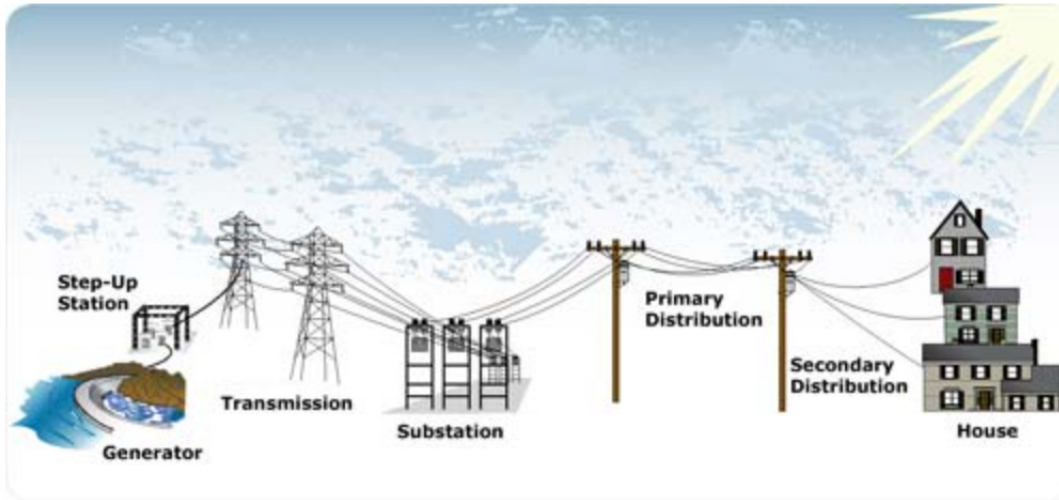 Step-Up
Station
Generator
Transmission
Substation
Primary
Distribution
Secondary
Distribution
House